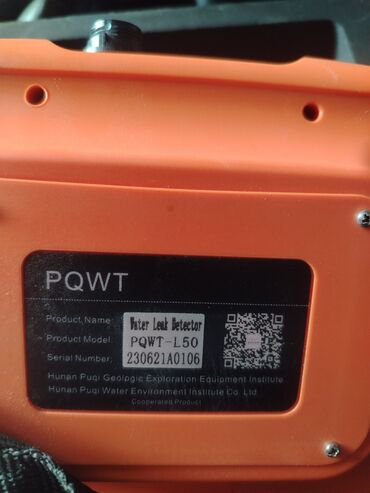 PQWT
Product Name: Water Leak Detector
Product Model: PQWT-L50
Serial Number: 230621A0106
Hunan Puqi Geologic Exploration Equipment Institute
Hunan Puqi Water Environment Institute Co., Ltd.
Cooperated Product